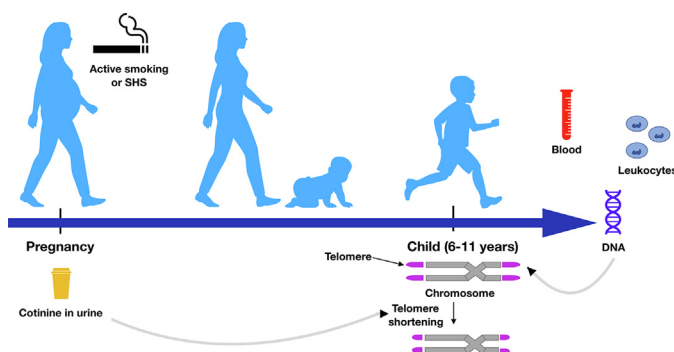 Active smoking
or SHS
Blood
Leukocytes
Pregnancy
Child (6-11 years)
DNA
Telomere
Chromosome
Cotinine in urine
Telomere
shortening